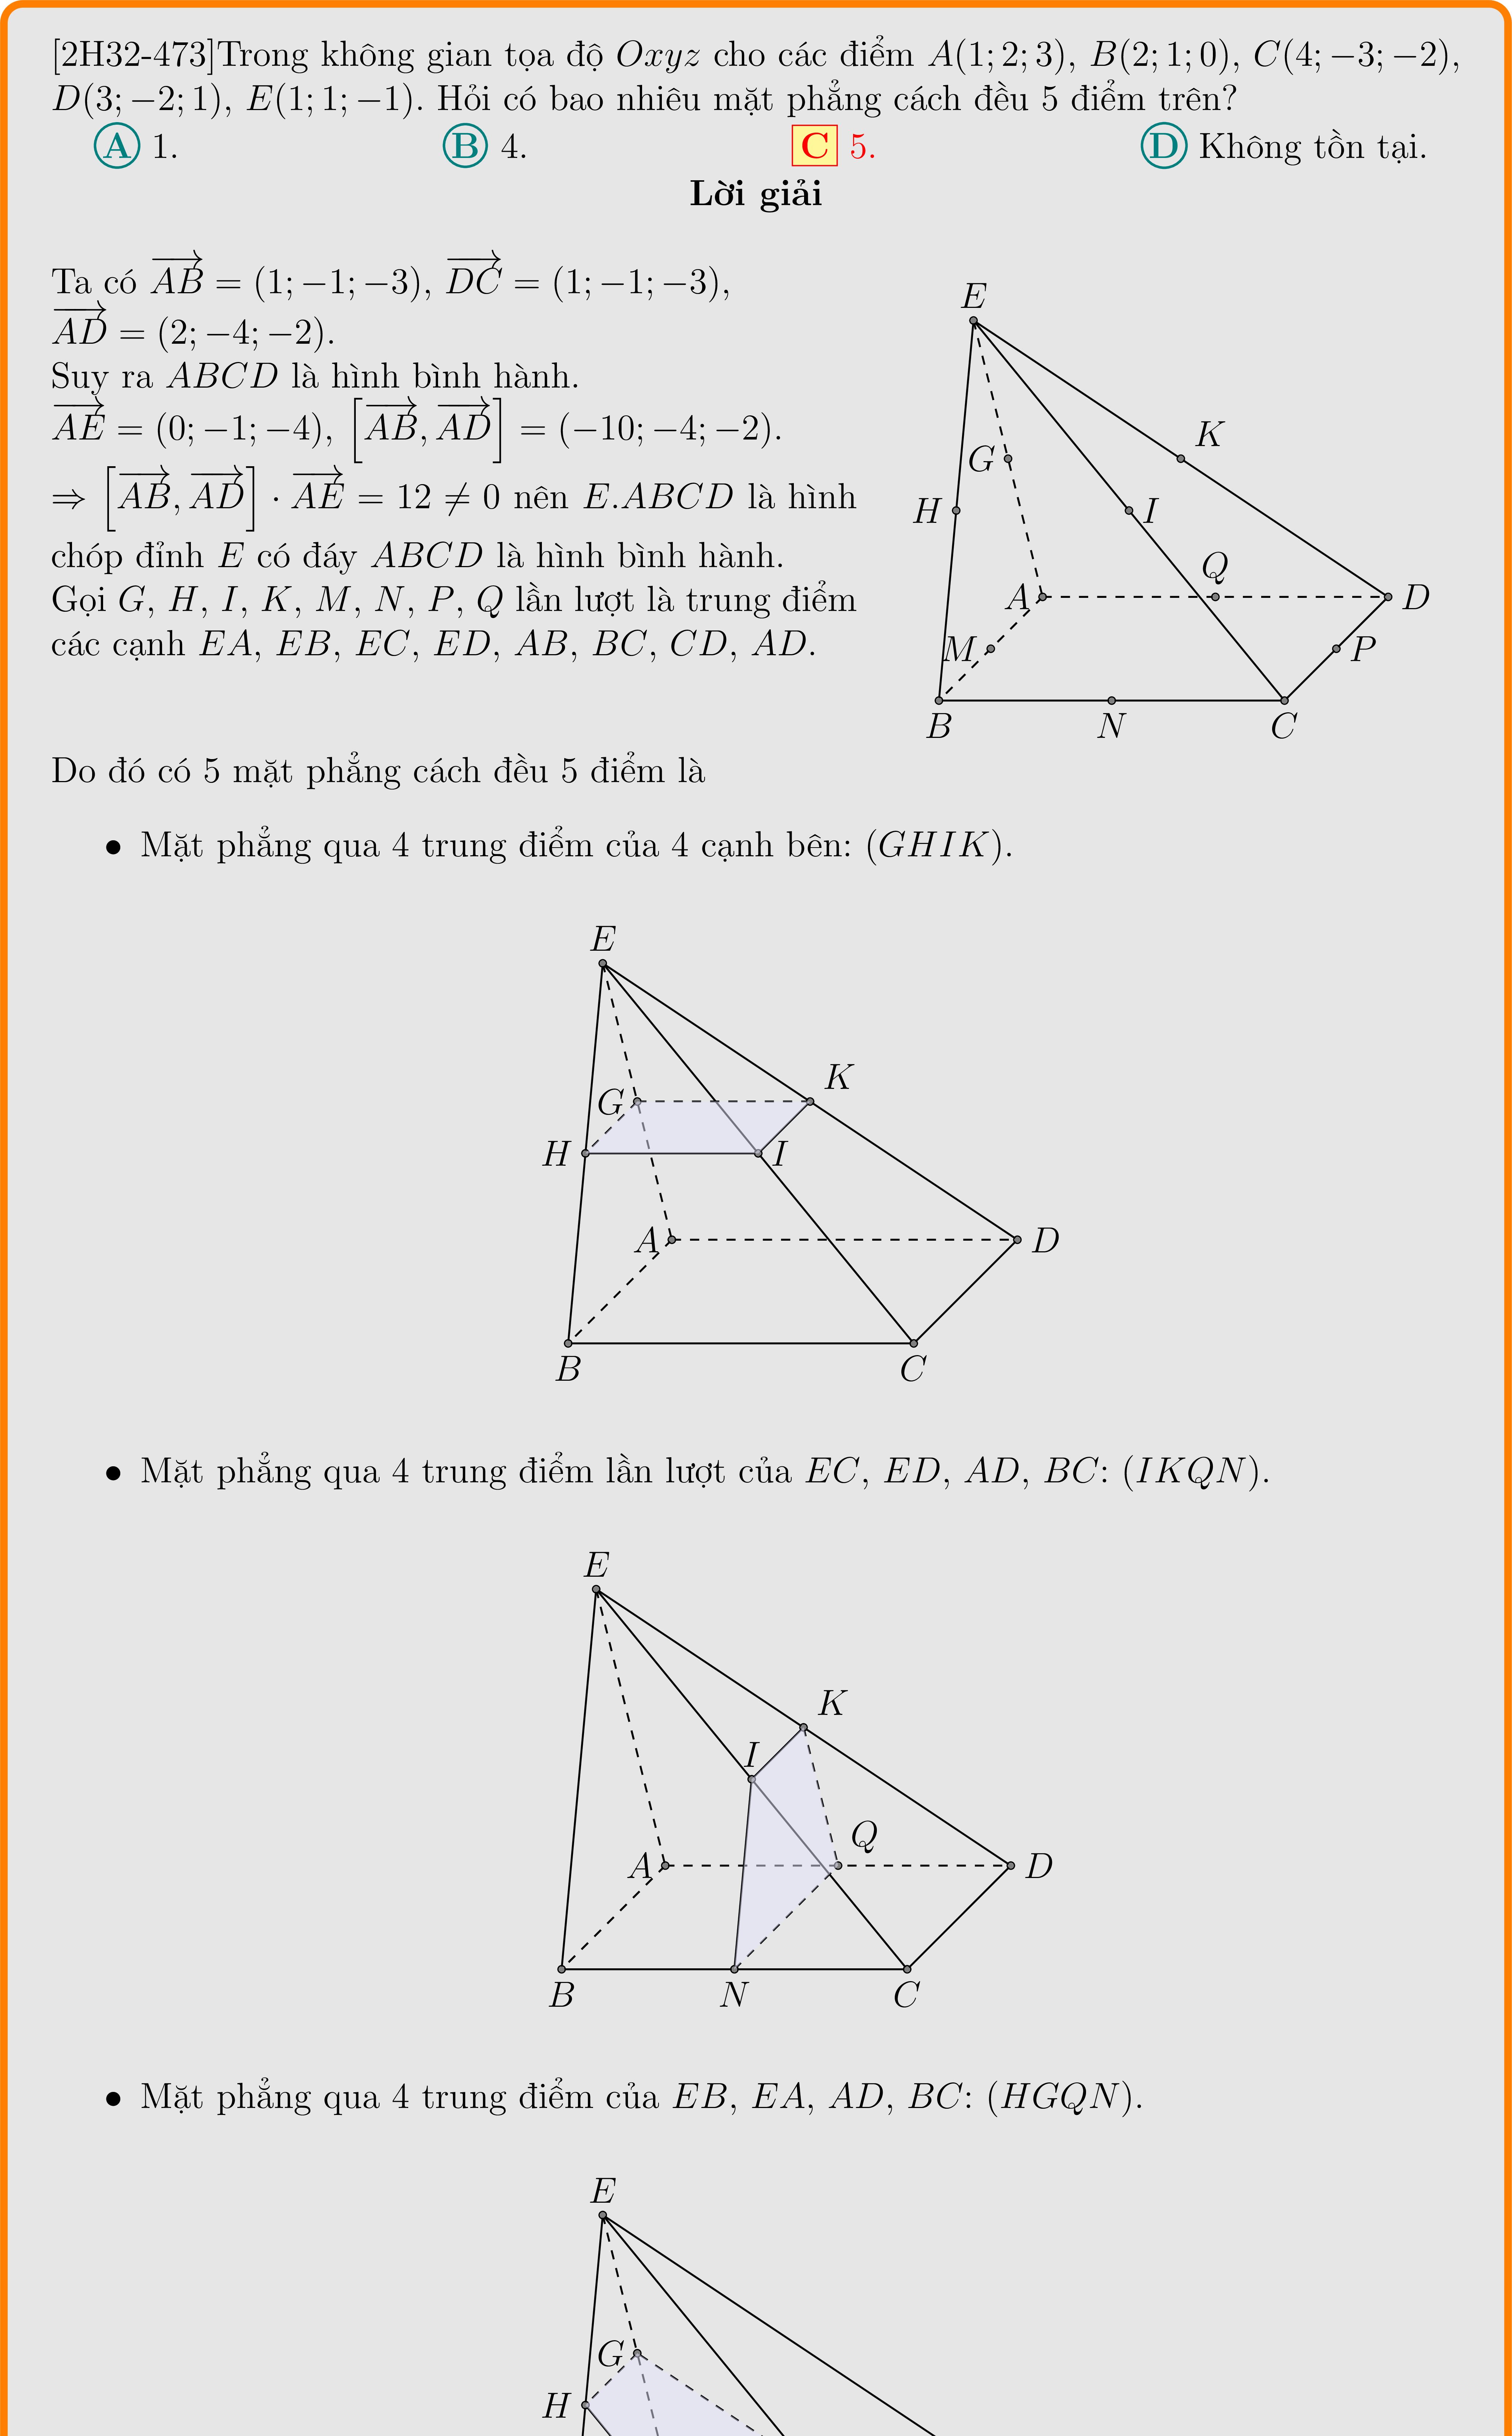 [2H32-473]Trong không gian tọa độ Oxyz cho các điểm A(1; 2; 3), B(2; 1; 0), C(4; −3; −2),
D(3; −2; 1), E(1; 1; −1). Hỏi có bao nhiêu mặt phẳng cách đều 5 điểm trên?
A 1. B 4. C 5. D Không tồn tại.
Lời giải
Ta có $\overrightarrow{AB}$ = (1; −1; −3), $\overrightarrow{DC}$ = (1; −1; −3),
$\overrightarrow{AD}$ = (2; −4; −2).
Suy ra ABCD là hình bình hành.
$\overrightarrow{AE}$ = (0; −1; −4), [$\overrightarrow{AB}$, $\overrightarrow{AD}$] = (−10; −4; −2).
⇒ [$\overrightarrow{AB}$, $\overrightarrow{AD}$] · $\overrightarrow{AE}$ = 12 ≠ 0 nên E.ABCD là hình
chóp đỉnh E có đáy ABCD là hình bình hành.
Gọi G, H, I, K, M, N, P, Q lần lượt là trung điểm
các cạnh EA, EB, EC, ED, AB, BC, CD, AD.
E
K
G
H
I
Q
A
D
M
P
B
N
C
Do đó có 5 mặt phẳng cách đều 5 điểm là
• Mặt phẳng qua 4 trung điểm của 4 cạnh bên: (GHIK).
E
K
G
H
I
A
D
B
C
• Mặt phẳng qua 4 trung điểm lần lượt của EC, ED, AD, BC: (IKQN).
E
K
I
Q
A
D
B
N
C
• Mặt phẳng qua 4 trung điểm của EB, EA, AD, BC: (HGQN).
E
G
H